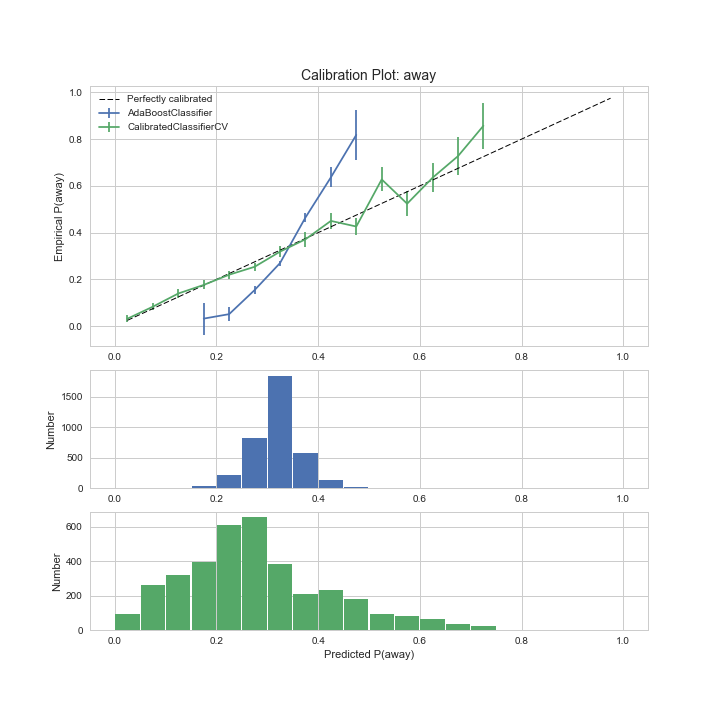 Calibration Plot: away
1.0
Perfectly calibrated
AdaBoostClassifier
CalibratedClassifierCV
0.8
0.6
Empirical P(away)
0.4
0.2
0.0
0.0 0.2 0.4 0.6 0.8 1.0
1500
1000
Number
500
0
0.0 0.2 0.4 0.6 0.8 1.0
600
400
Number
200
0
0.0 0.2 0.4 0.6 0.8 1.0
Predicted P(away)